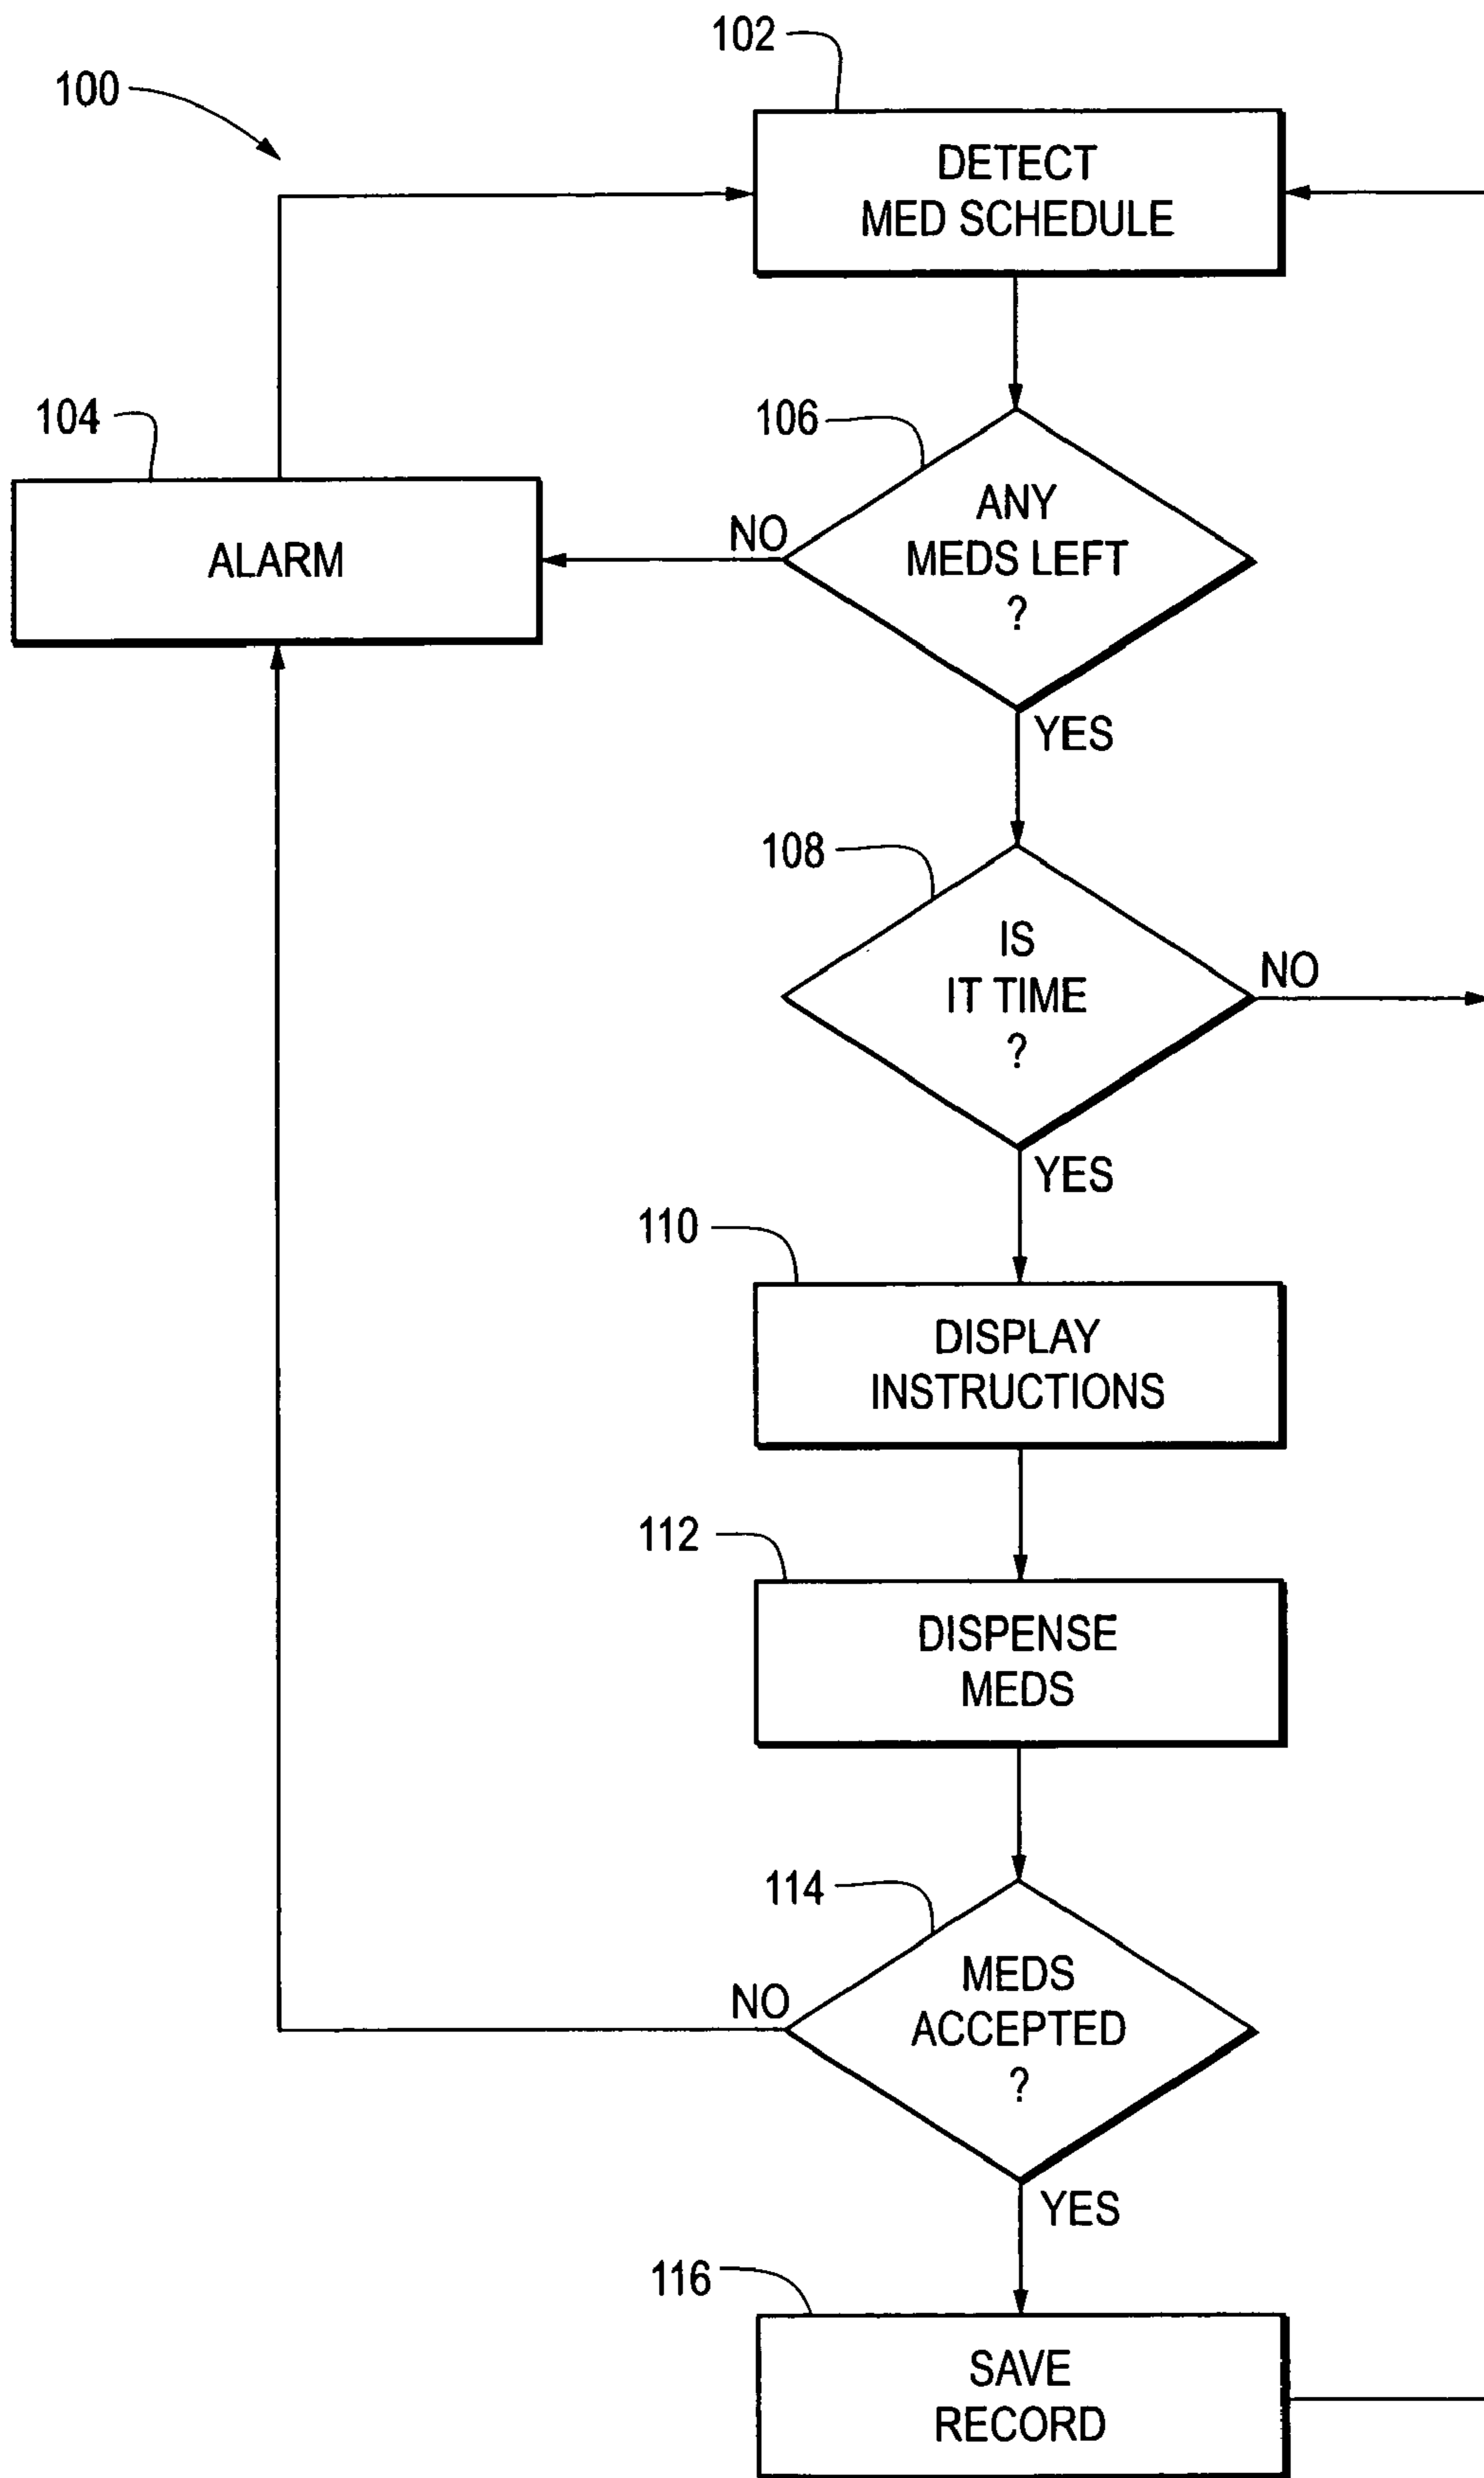 102
100
DETECT
MED SCHEDULE
104
106
ANY
MEDS LEFT
?
NO
ALARM
YES
108
IS
IT TIME
?
NO
YES
110
DISPLAY
INSTRUCTIONS
112
DISPENSE
MEDS
114
MEDS
ACCEPTED
?
NO
YES
116
SAVE
RECORD